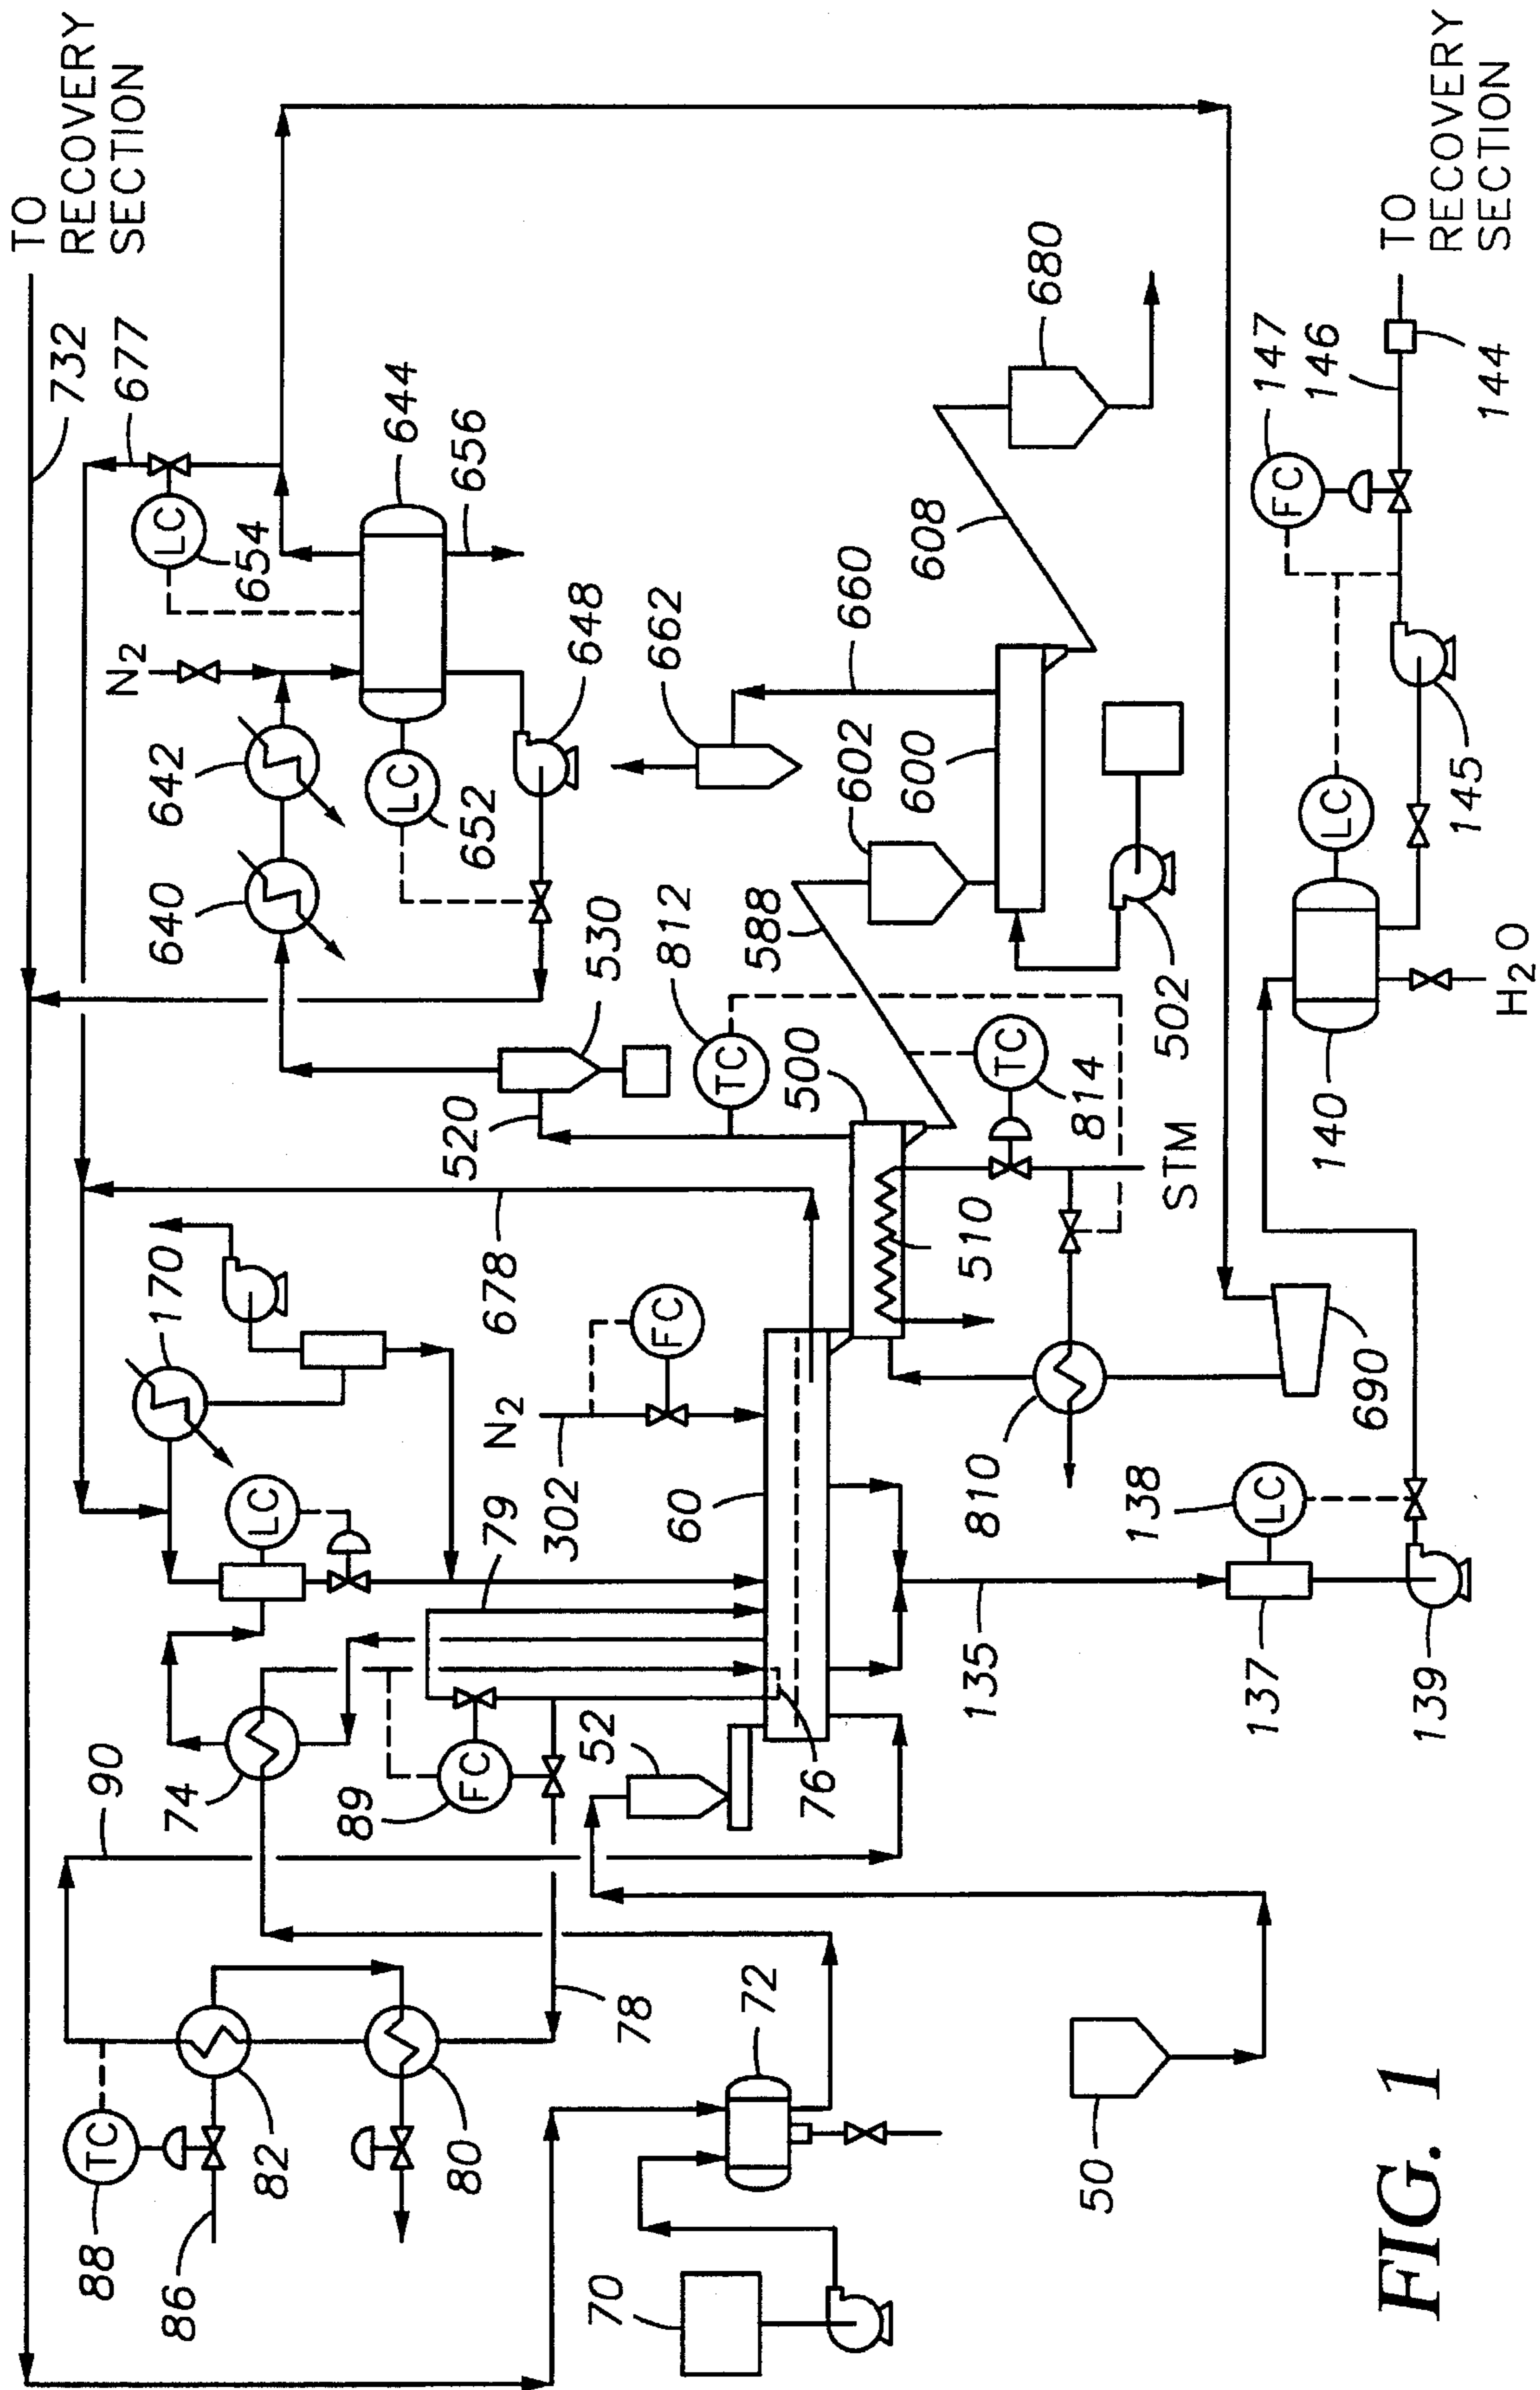 TO
RECOVERY
SECTION
732
677
LC
654
644
656
N2
642
640
LC
652
648
530
520
812
TC
662
660
608
680
588
602
600
502
500
TC
814
STM
510
170
678
N2
302
FC
LC
79
60
90
74
89
FC
52
76
810
690
135
138
LC
137
139
140
LC
H2O
145
FC
147
146
144
TO
RECOVERY
SECTION
88
TC
86
82
80
78
72
70
50
FIG. 1